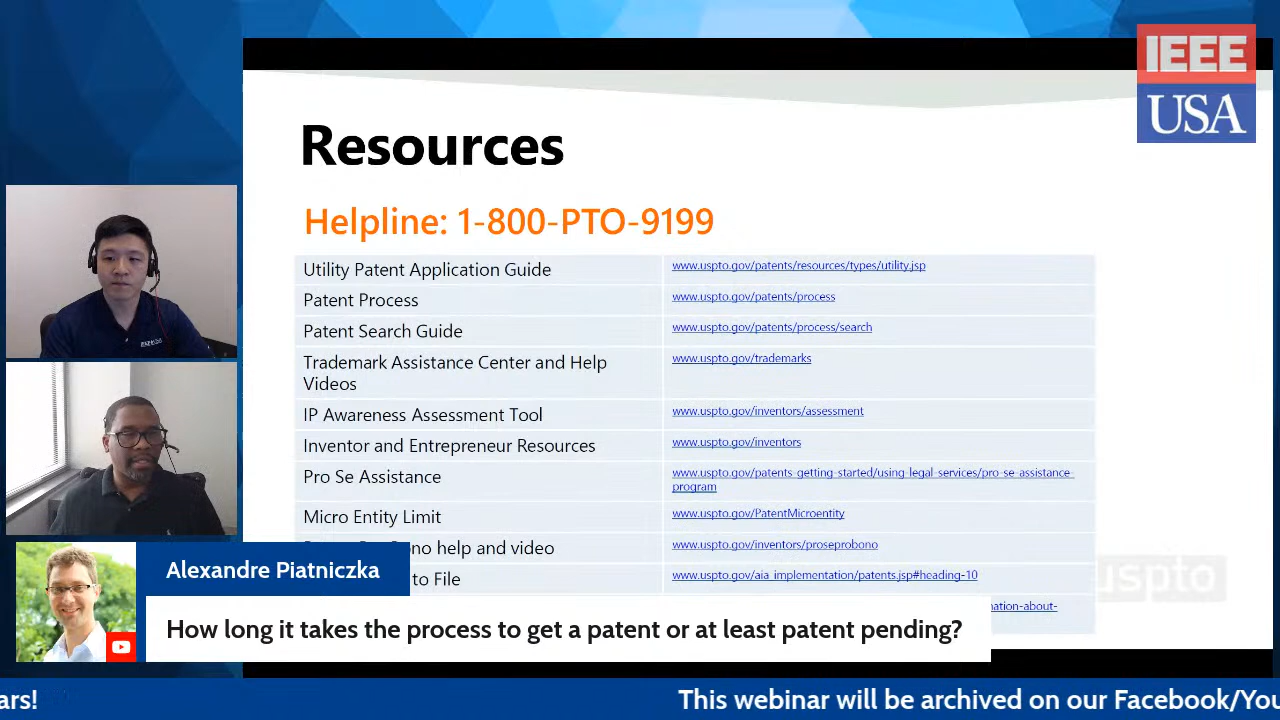 IEEE
USA
Resources
Helpline: 1-800-PTO-9199
Utility Patent Application Guide
www.uspto.gov/patents/resources/types/utility.jsp
Patent Process
www.uspto.gov/patents/process
Patent Search Guide
www.uspto.gov/patents/process/search
Trademark Assistance Center and Help
Videos
www.uspto.gov/trademarks
IP Awareness Assessment Tool
www.uspto.gov/inventors/assessment
Inventor and Entrepreneur Resources
www.uspto.gov/inventors
Pro Se Assistance
www.uspto.gov/patents-getting-started/using-legal-services/pro-se-assistance-
program
Micro Entity Limit
www.uspto.gov/PatentMicroentity
help and video
www.uspto.gov/inventors/proseprobono
to File
www.uspto.gov/aia_implementation/patents.jsp#heading-10
about-
uspto
Alexandre Piatniczka
How long it takes the process to get a patent or at least patent pending?
ars!
This webinar will be archived on our Facebook/You